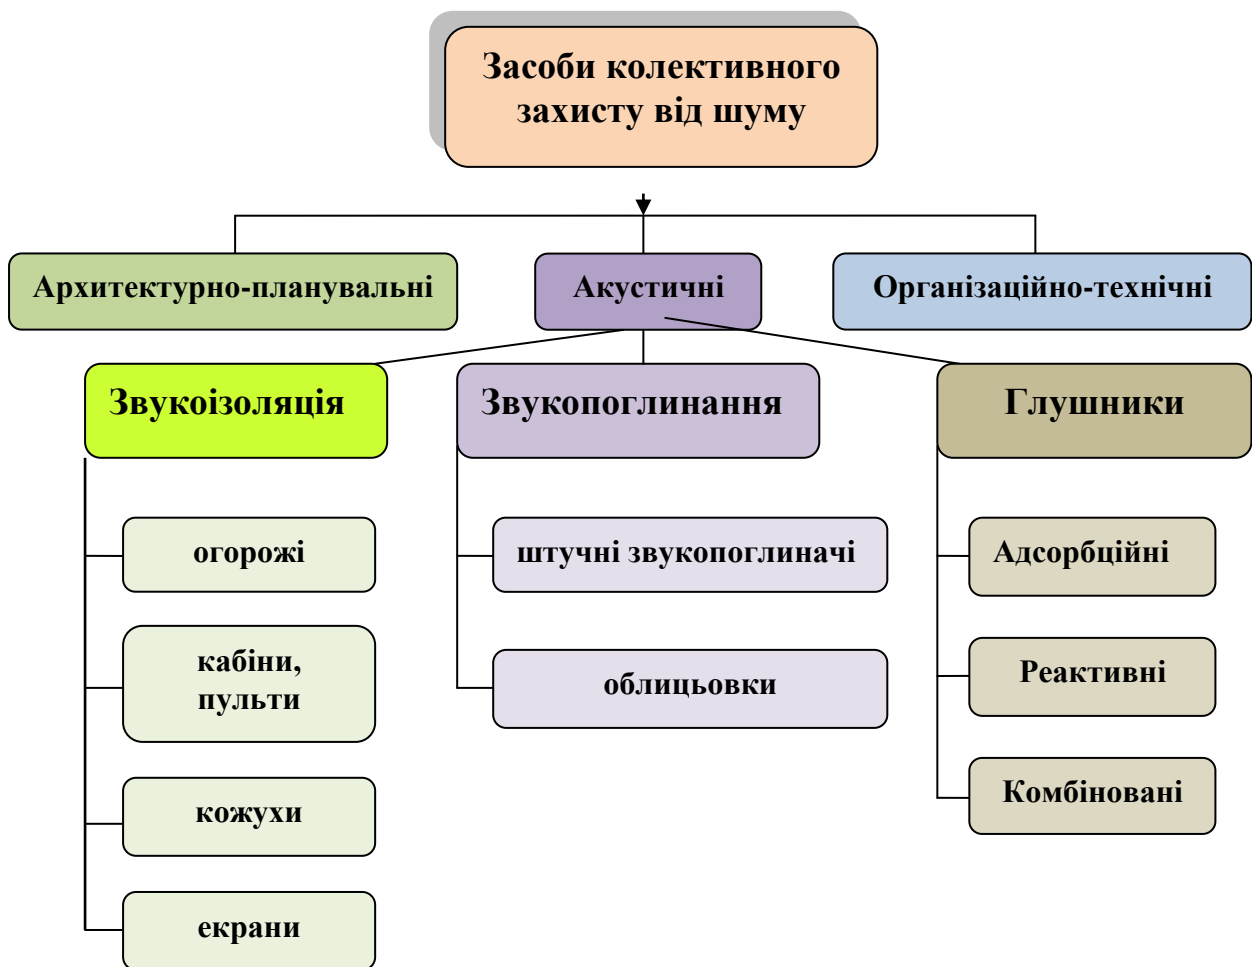 Засоби колективного
захисту від шуму
Архитектурно-планувальні
Акустичні
Організаційно-технічні
Звукоізоляція
Звукопоглинання
Глушники
огорожі
штучні звукопоглиначі
Адсорбційні
кабіни,
пульти
облицьовки
Реактивні
кожухи
Комбіновані
екрани